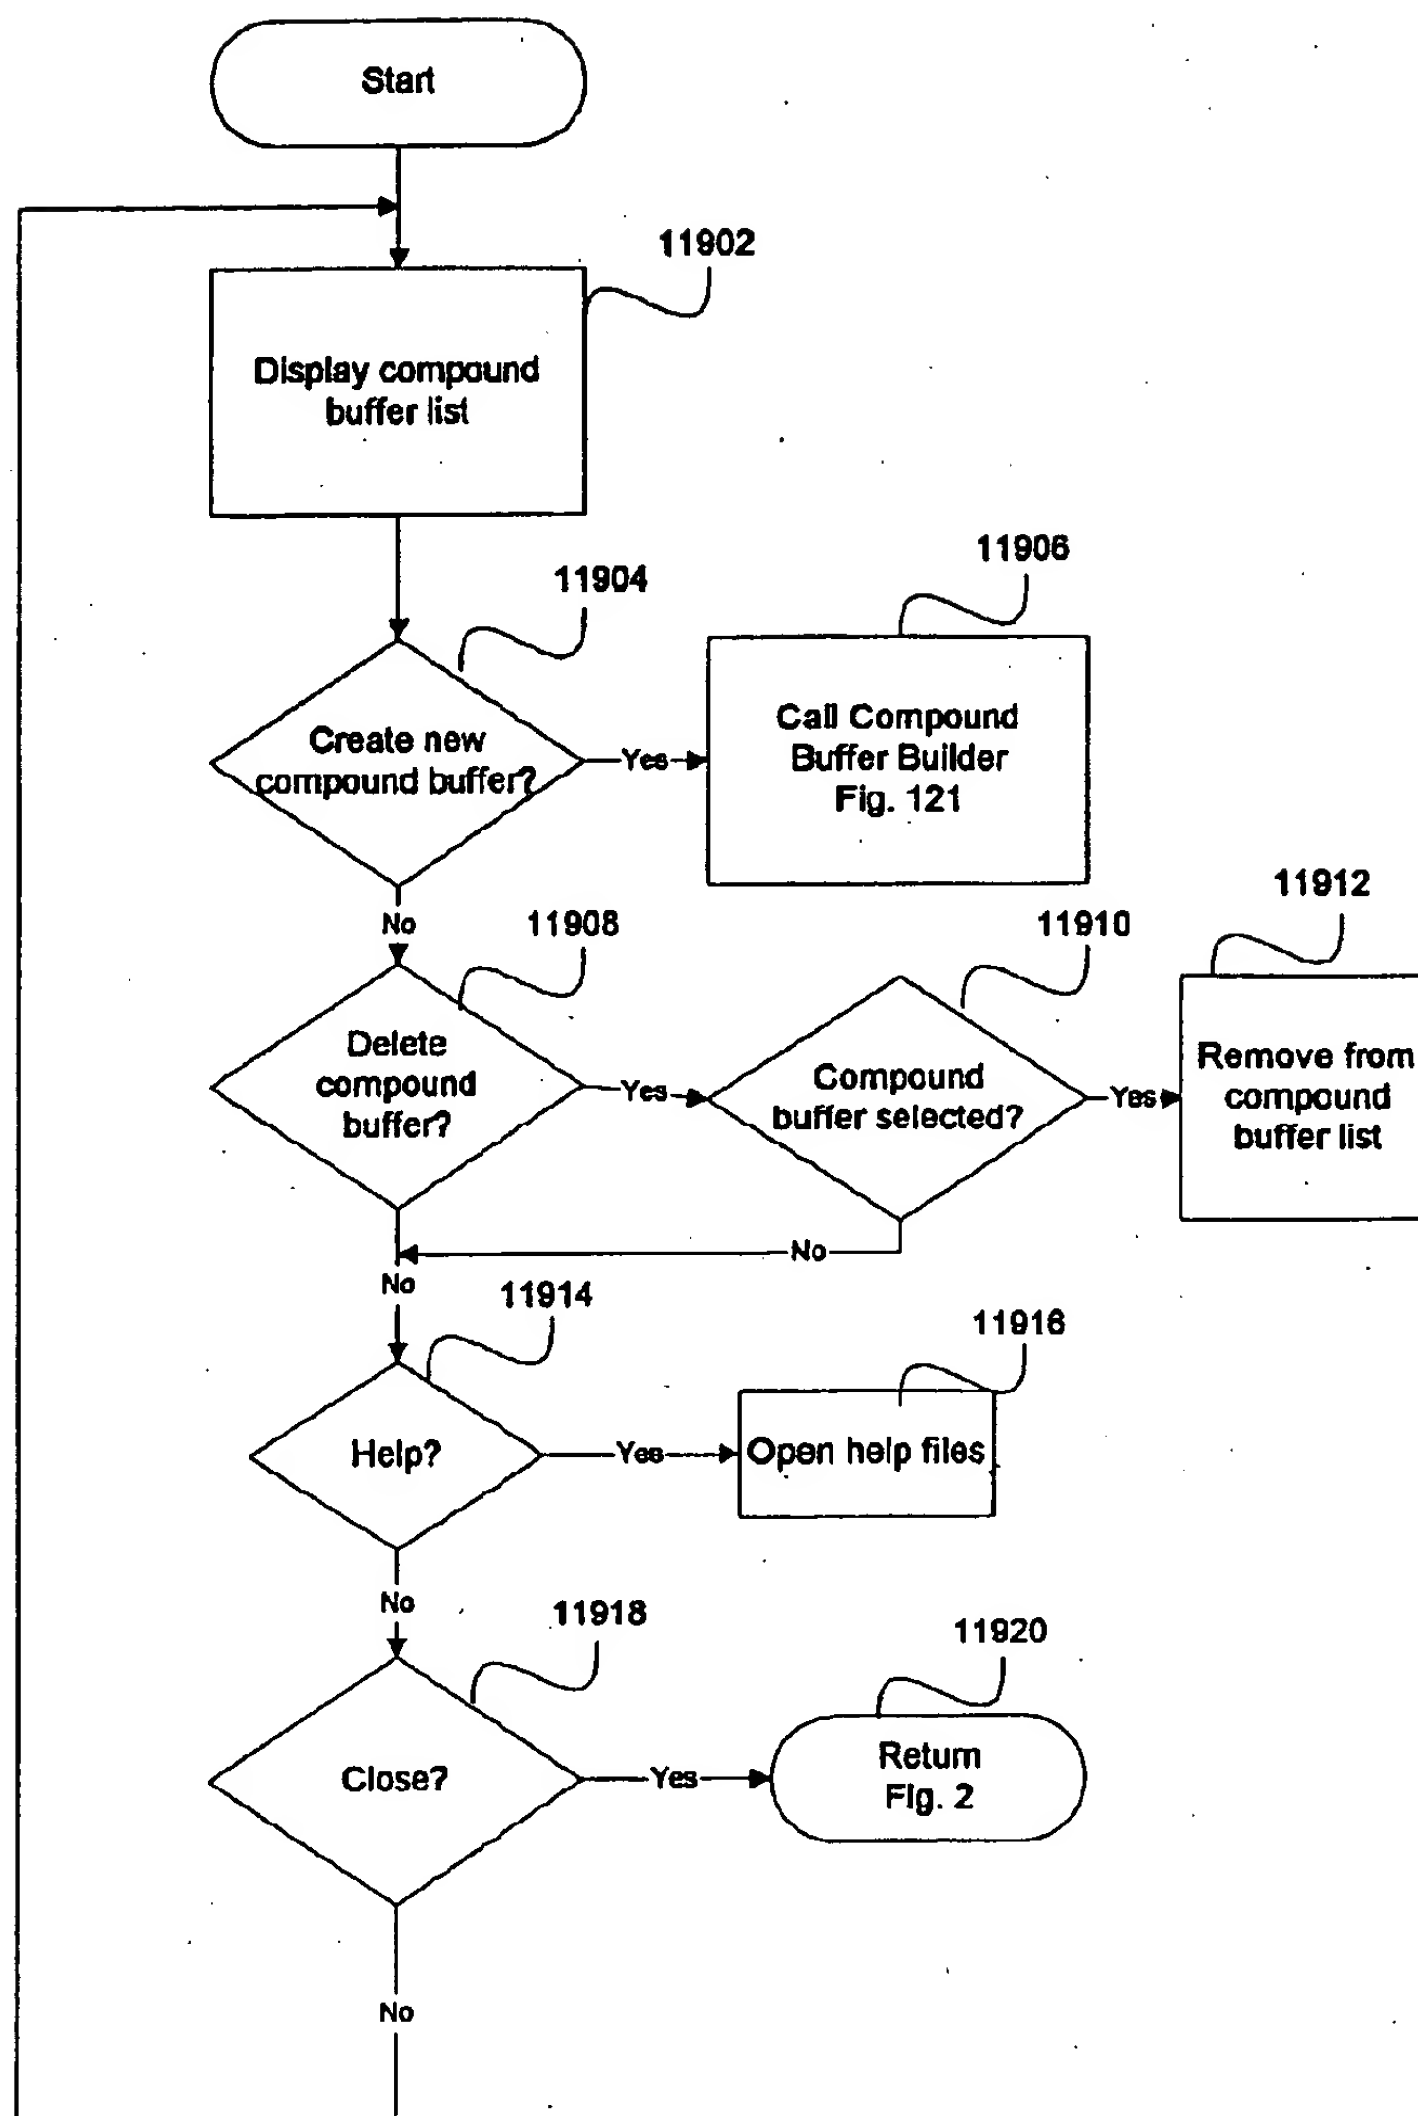 Start
11902
Display compound
buffer list
11904
11906
Create new
compound buffer?
Yes
Call Compound
Buffer Builder
Fig. 121
No
11908
11910
11912
Delete
compound
buffer?
Yes
Compound
buffer selected?
Yes
Remove from
compound
buffer list
No
No
11914
11916
Help?
Yes
Open help files
No
11918
11920
Close?
Yes
Return
Fig. 2
No